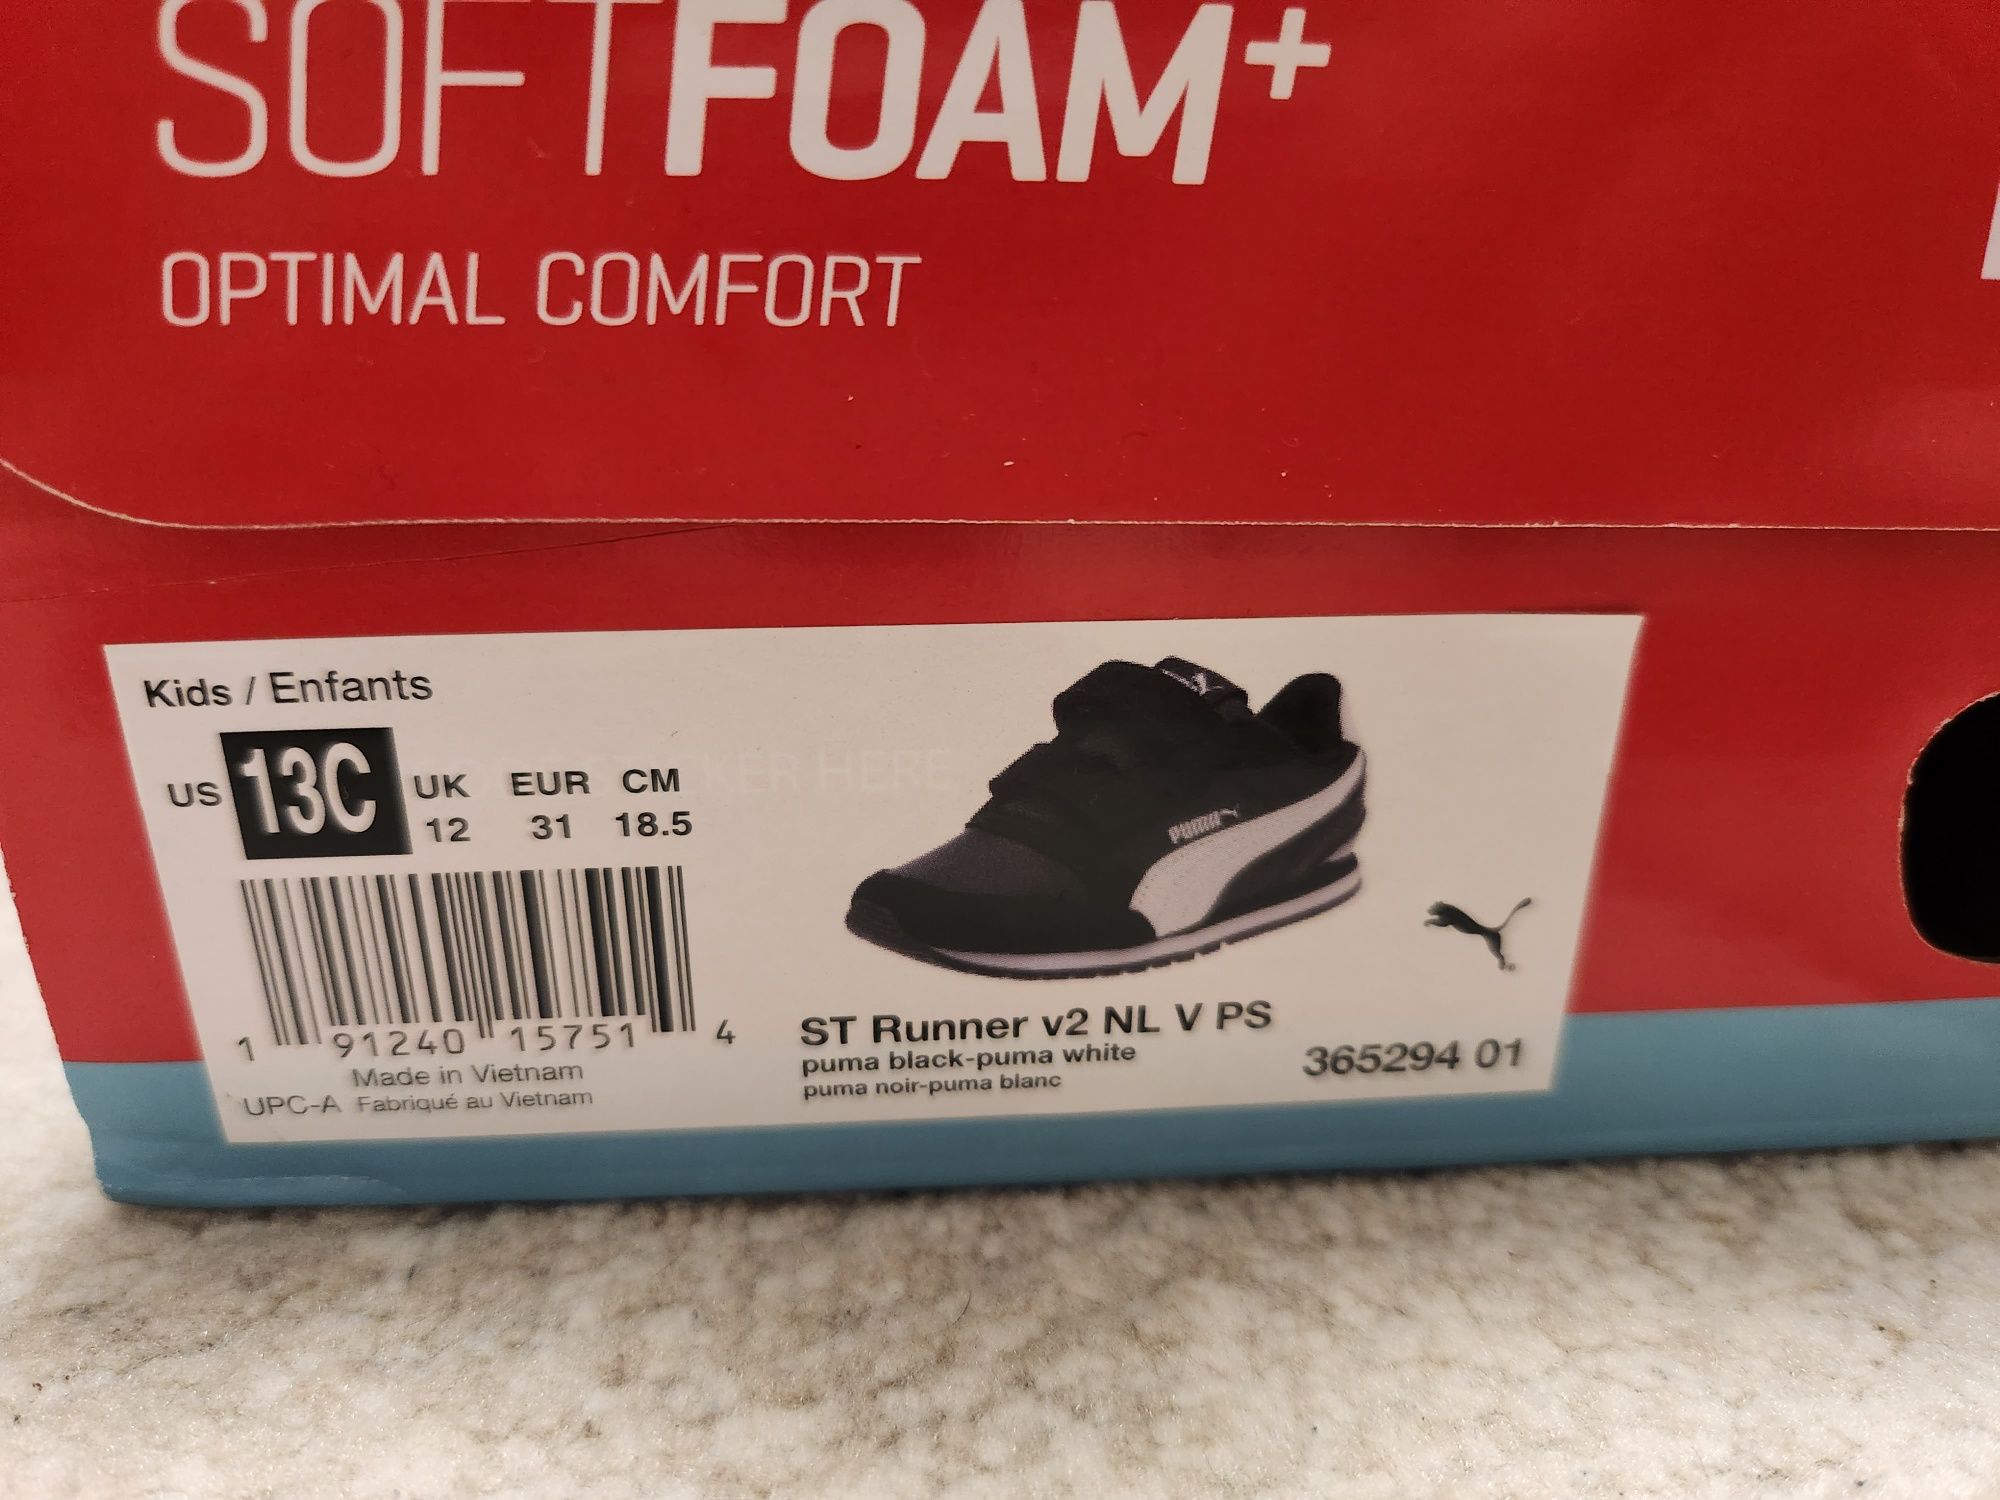 SOFTFOAM+
OPTIMAL COMFORT
Kids / Enfants
US 13C
UK EUR CM
12 31 18.5
KER HERE
PUMA
1 91240 15751 4
Made in Vietnam
UPC-A Fabriqué au Vietnam
ST Runner v2 NL V PS
puma black-puma white
puma noir-puma blanc
365294 01